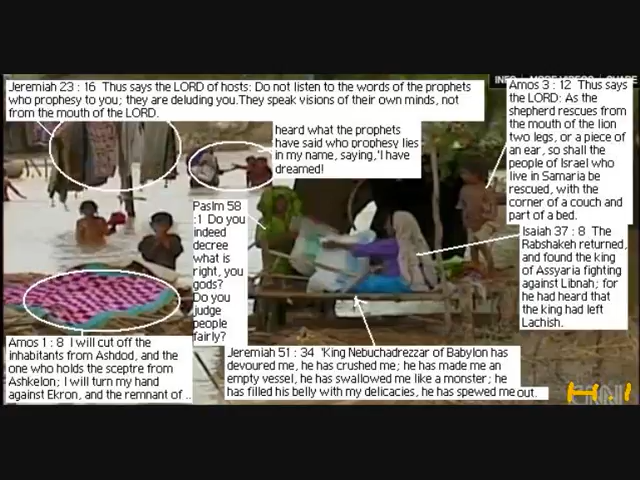 Jeremiah 23 : 16 Thus says the LORD of hosts: Do not listen to the words of the prophets
who prophesy to you; they are deluding you.They speak visions of their own minds, not
from the mouth of the LORD.
heard what the prophets
have said who prophesy lies
in my name, saying,'I have
dreamed!
Amos 3 : 12 Thus says
the LORD: As the
shepherd rescues from
the mouth of the lion
two legs, or a piece of
an ear, so shall the
people of Israel who
live in Samaria be
rescued, with the
corner of a couch and
part of a bed.
Paslm 58
:1 Do you
indeed
decree
what is
right, you
gods?
Do you
judge
people
fairly?
Isaiah 37 : 8 The
Rabshakeh returned,
and found the king
of Assyaria fighting
against Libnah; for
he had heard that
the king had left
Lachish.
Amos 1 : 8 I will cut off the
inhabitants from Ashdod, and the
one who holds the sceptre from
Ashkelon; I will turn my hand
against Ekron, and the remnant of ..
Jeremiah 51 : 34 'King Nebuchadrezzar of Babylon has
devoured me, he has crushed me; he has made me an
empty vessel, he has swallowed me like a monster; he
has filled his belly with my delicacies, he has spewed me out.